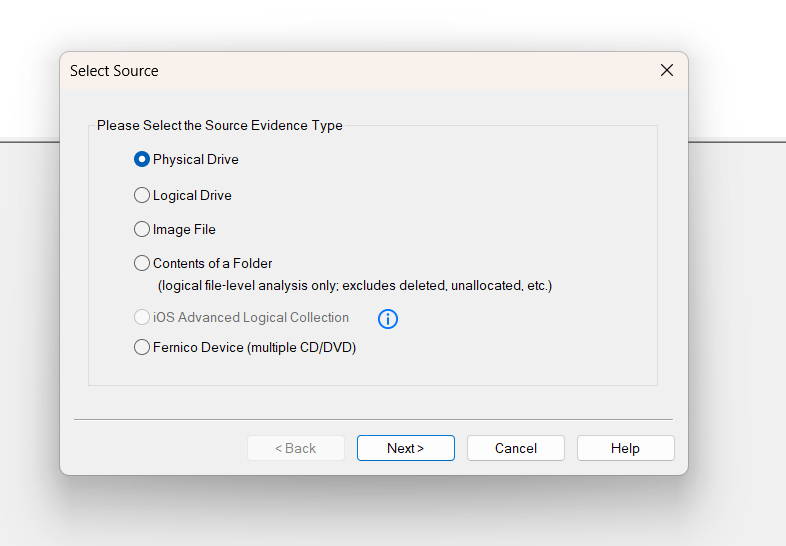 Select Source
Please Select the Source Evidence Type
Physical Drive
Logical Drive
Image File
Contents of a Folder
(logical file-level analysis only; excludes deleted, unallocated, etc.)
iOS Advanced Logical Collection
Fernico Device (multiple CD/DVD)
< Back Next > Cancel Help